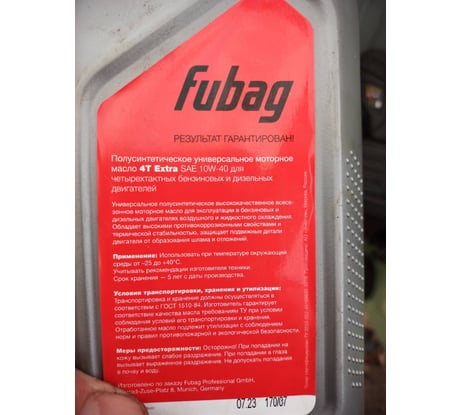 fubag
РЕЗУЛЬТАТ ГАРАНТИРОВАН!
Полусинтетическое универсальное моторное
масло 4T Extra SAE 10W-40 для
четырехтактных бензиновых и дизельных
двигателей
Универсальное полусинтетическое высококачественное всесе-
зонное моторное масло для эксплуатации в бензиновых и
дизельных двигателях воздушного и жидкостного охлаждения.
Обладает высокими противокоррозионными свойствами и
термической стабильностью, защищает подвижные детали
двигателя от образования шлама и отложений.
Применение: Использовать при температуре окружающей
среды от -25 до +40°C.
Учитывать рекомендации изготовителя техники.
Срок хранения – 5 лет с даты производства.
Условия транспортировки, хранения и утилизации:
Транспортировка и хранение должны осуществляться в
соответствии с ГОСТ 1510-84. Изготовитель гарантирует
соответствие качества масла требованиям ТУ при условии
соблюдения условий его транспортировки и хранения.
Отработанное масло подлежит утилизации с соблюдением
норм и правил противопожарной и экологической
Меры предосторожности: Осторожно! При попадании на
кожу вызывает слабое раздражение. При попадании в глаза
вызывает выраженное раздражение. Не допускать попадания
в почву и воду.
Изготовлено по заказу Fubag Professional GmbH,
-Zuse-Platz 8, Munich, Germany
07.23 170/07